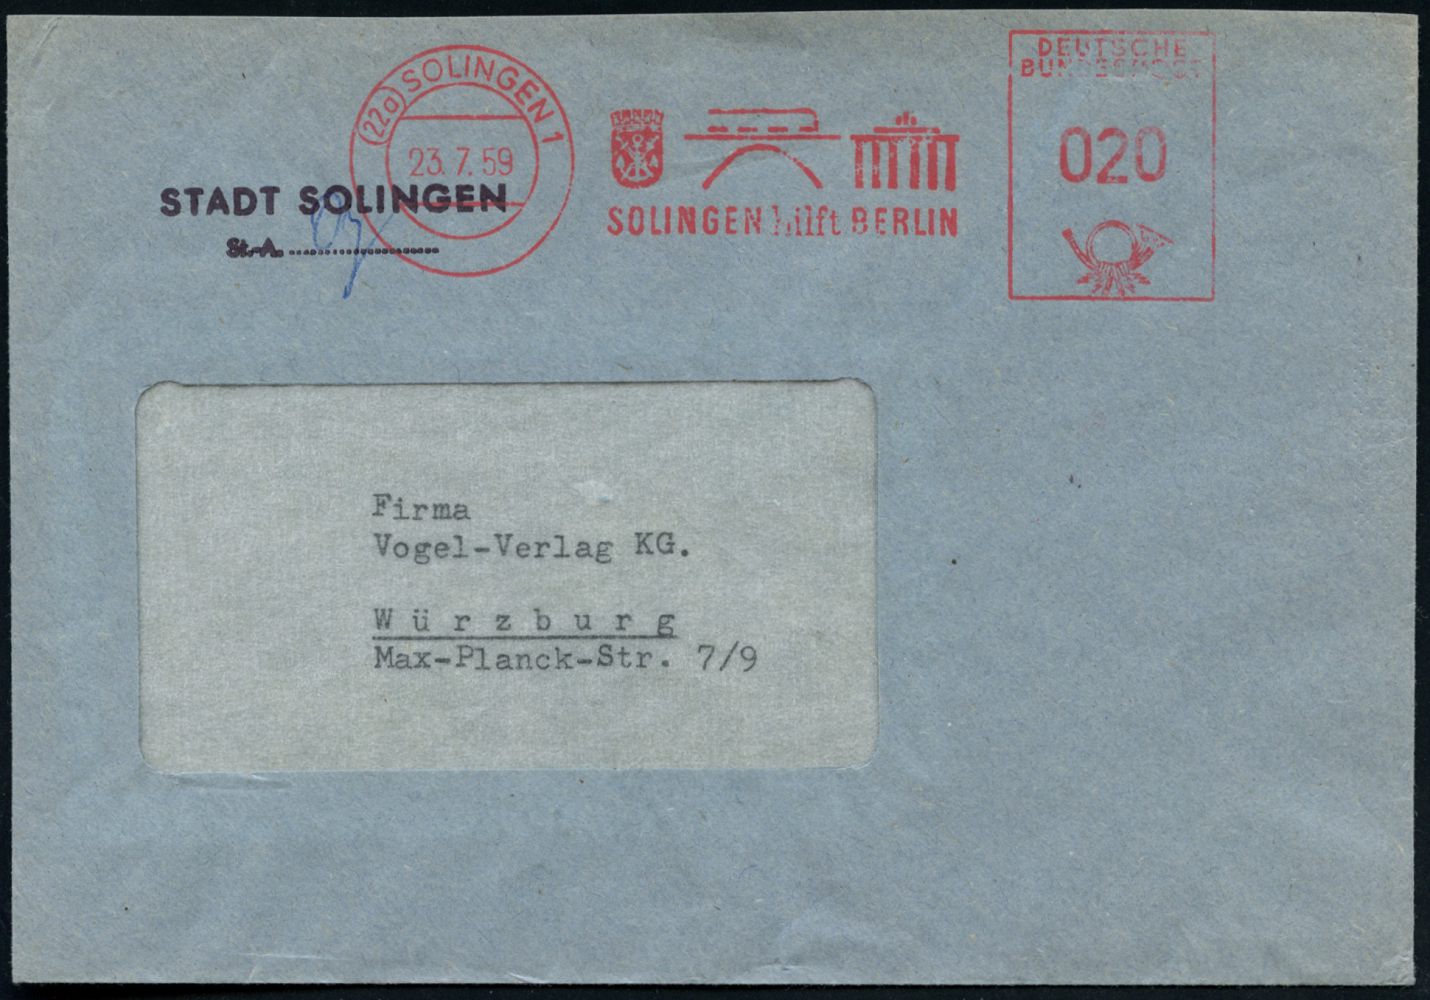 (22a) SOLINGEN 1
23.7.59
SOLINGEN hilft BERLIN
DEUTSCHE
BUNDESPOST
020
STADT SOLINGEN
St.-A. ....................
Firma
Vogel-Verlag KG.
W ü r z b u r g
Max-Planck-Str. 7/9